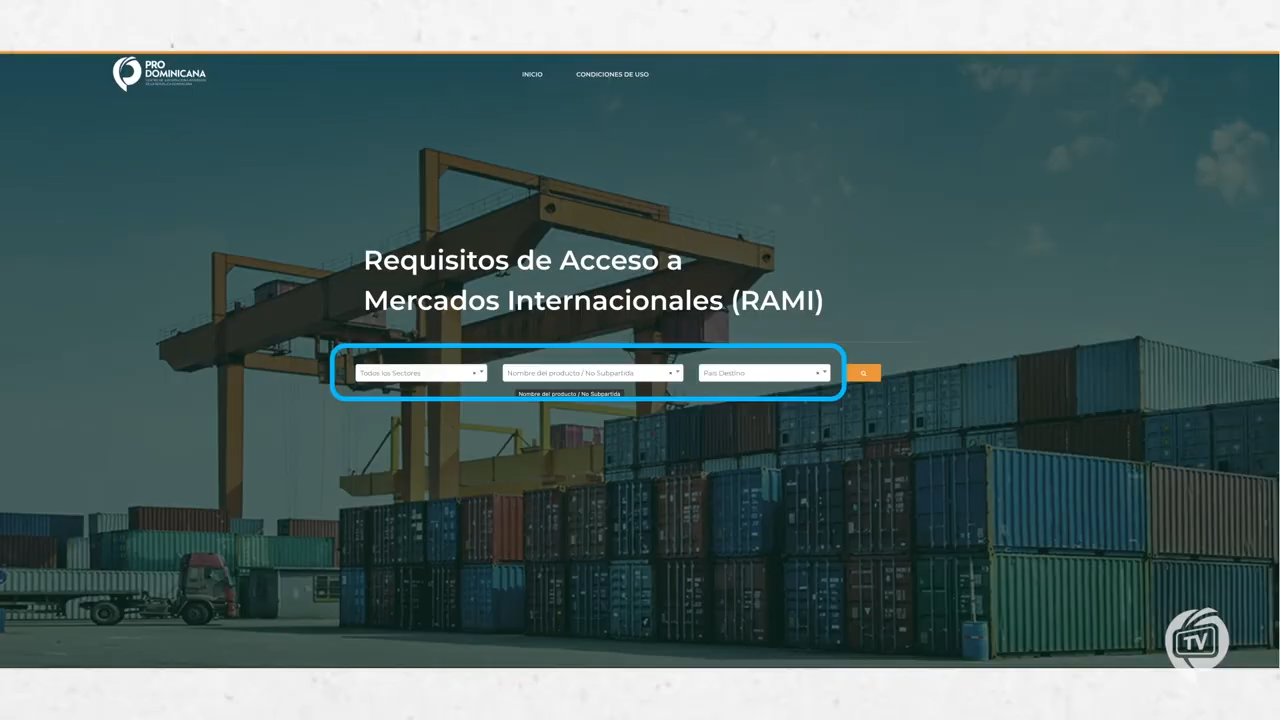 PRO
DOMINICANA
INICIO
CONDICIONES DE USO
Requisitos de Acceso a
Mercados Internacionales (RAMI)
Todos los Sectores
Nombre del producto / No Subpartida
País Destino
Nombre del producto / No Subpartida
TV